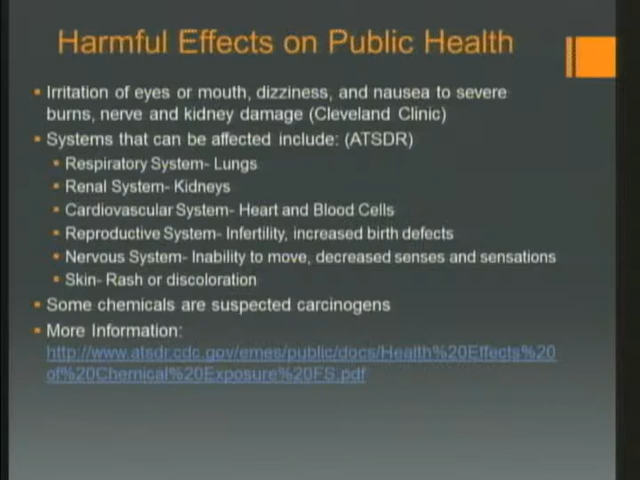 Harmful Effects on Public Health
▪ Irritation of eyes or mouth, dizziness, and nausea to severe
burns, nerve and kidney damage (Cleveland Clinic)
▪ Systems that can be affected include: (ATSDR)
▪ Respiratory System- Lungs
▪ Renal System- Kidneys
▪ Cardiovascular System- Heart and Blood Cells
▪ Reproductive System- Infertility, increased birth defects
▪ Nervous System- Inability to move, decreased senses and sensations
▪ Skin- Rash or discoloration
▪ Some chemicals are suspected carcinogens
▪ More Information:
http://www.atsdr.cdc.gov/emes/public/docs/Health%20Effects%20
of%20Chemical%20Exposure%20FS.pdf